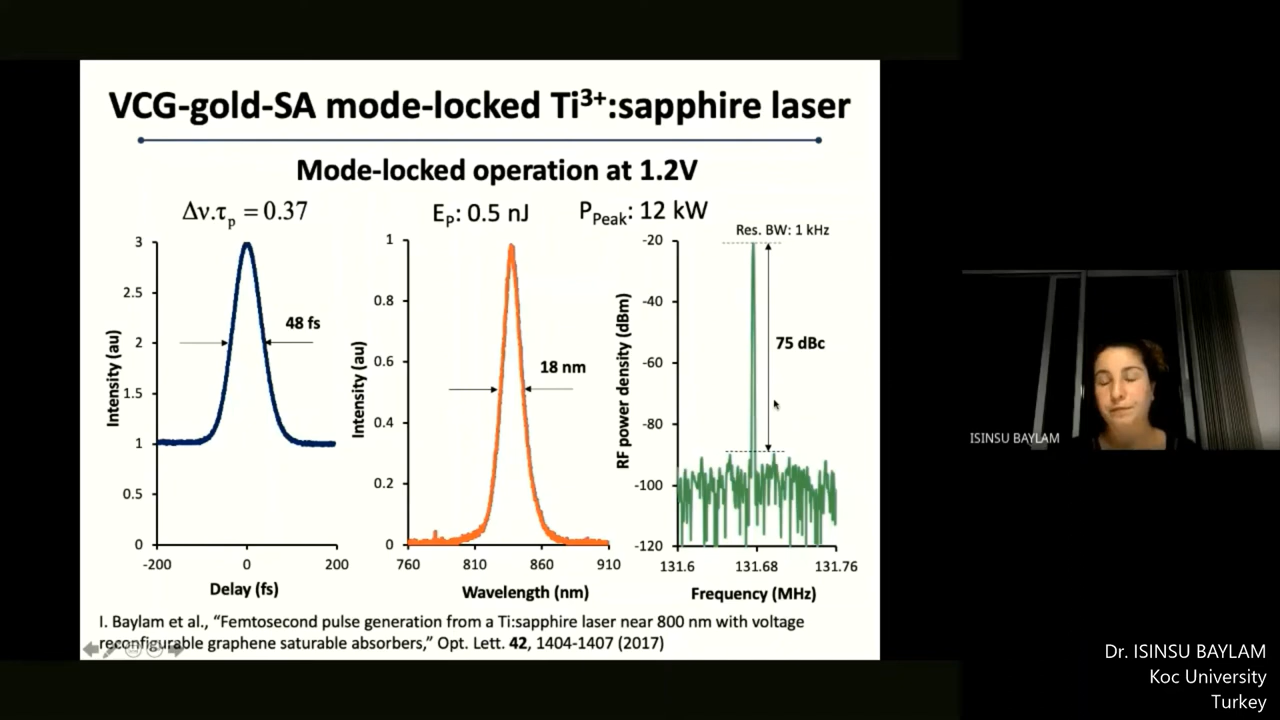 VCG-gold-SA mode-locked Ti³⁺:sapphire laser
Mode-locked operation at 1.2V
Δν.τₚ = 0.37
E_P: 0.5 nJ
P_Peak: 12 kW
Res. BW: 1 kHz
Intensity (au)
3
2.5
2
1.5
1
0.5
0
48 fs
-200
0
200
Delay (fs)
Intensity (au)
1
0.8
0.6
0.4
0.2
0
18 nm
760
810
860
910
Wavelength (nm)
RF power density (dBm)
-20
-40
-60
-80
-100
-120
75 dBc
131.6
131.68
131.76
Frequency (MHz)
I. Baylam et al., “Femtosecond pulse generation from a Ti:sapphire laser near 800 nm with voltage
reconfigurable graphene saturable absorbers,” Opt. Lett. 42, 1404-1407 (2017)
ISINSU BAYLAM
Dr. ISINSU BAYLAM
Koc University
Turkey